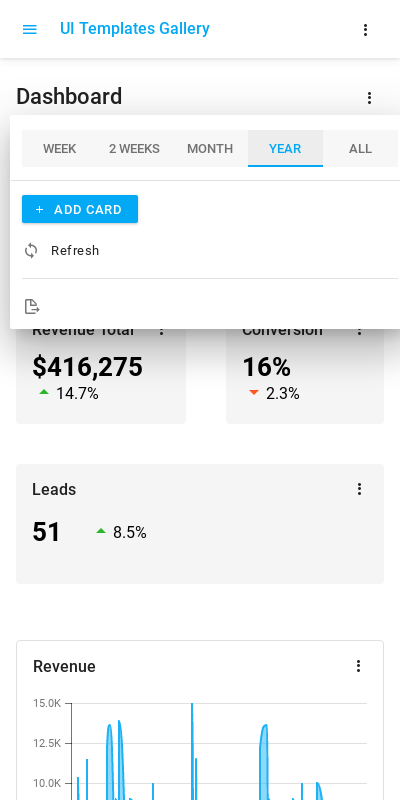 UI Templates Gallery
Dashboard
WEEK 2 WEEKS MONTH YEAR ALL
ADD CARD
Refresh
Revenue Total Conversion
$416,275 16%
14.7% 2.3%
Leads
51 8.5%
Revenue
15.0K
12.5K
10.0K